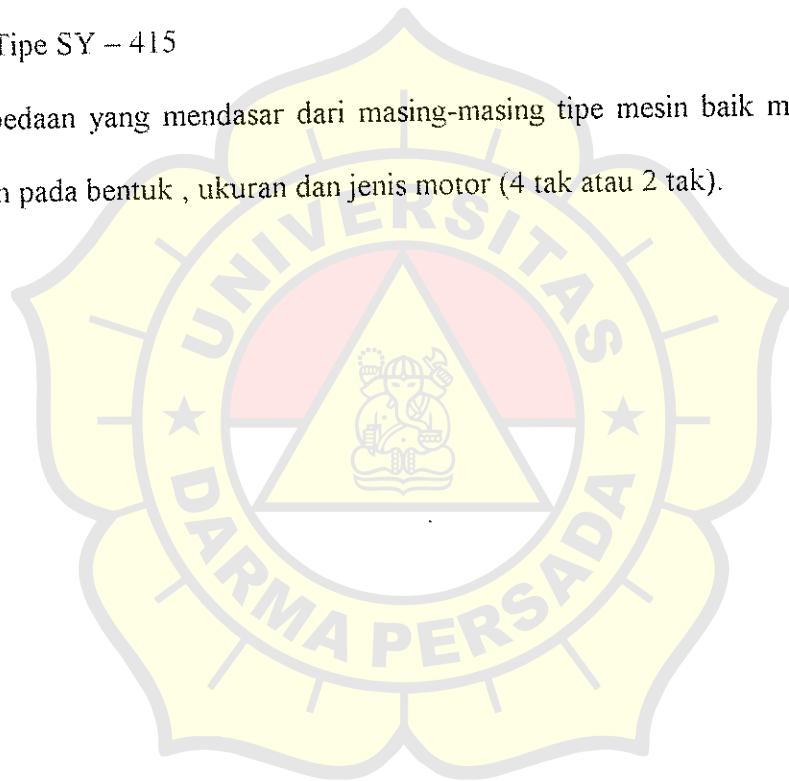 Tipe SY – 415
bedaan yang mendasar dari masing-masing tipe mesin baik m
n pada bentuk , ukuran dan jenis motor (4 tak atau 2 tak).
UNIVERSITAS
DARMA PERSADA